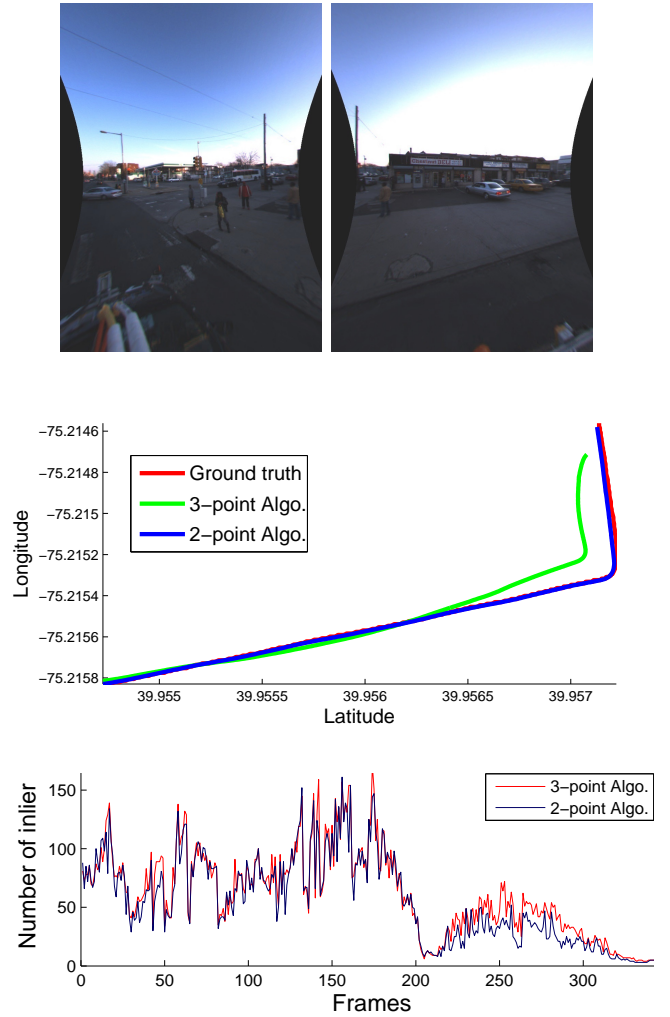 Cleveland DELI
−75.2146
−75.2148
−75.215
−75.2152
−75.2154
−75.2156
−75.2158
Longitude
Ground truth
3−point Algo.
2−point Algo.
39.955
39.9555
39.956
39.9565
39.957
Latitude
150
100
50
0
Number of inlier
3−point Algo.
2−point Algo.
0
50
100
150
200
250
300
Frames